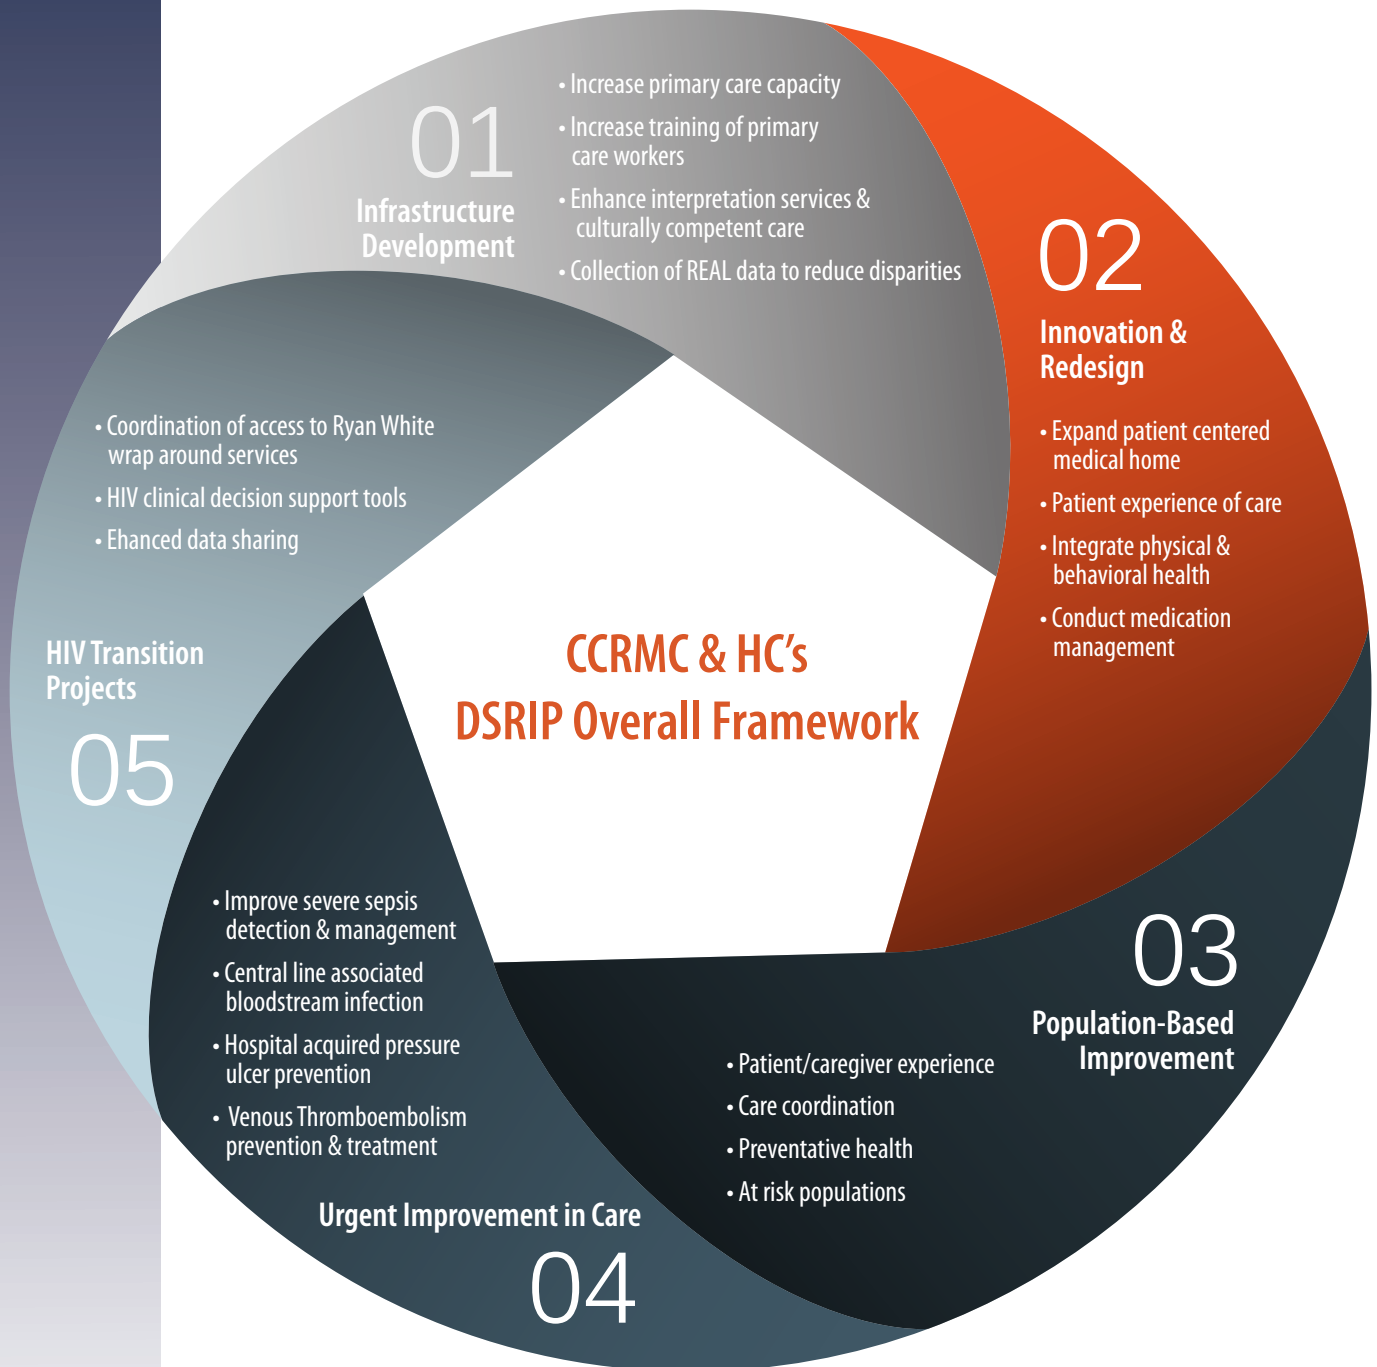 01
Infrastructure
Development
• Increase primary care capacity
• Increase training of primary
care workers
• Enhance interpretation services &
culturally competent care
• Collection of REAL data to reduce disparities
02
Innovation &
Redesign
• Expand patient centered
medical home
• Patient experience of care
• Integrate physical &
behavioral health
• Conduct medication
management
CCRMC & HC’s
DSRIP Overall Framework
03
Population-Based
Improvement
• Patient/caregiver experience
• Care coordination
• Preventative health
• At risk populations
• Improve severe sepsis
detection & management
• Central line associated
bloodstream infection
• Hospital acquired pressure
ulcer prevention
• Venous Thromboembolism
prevention & treatment
Urgent Improvement in Care
04
• Coordination of access to Ryan White
wrap around services
• HIV clinical decision support tools
• Ehanced data sharing
HIV Transition
Projects
05